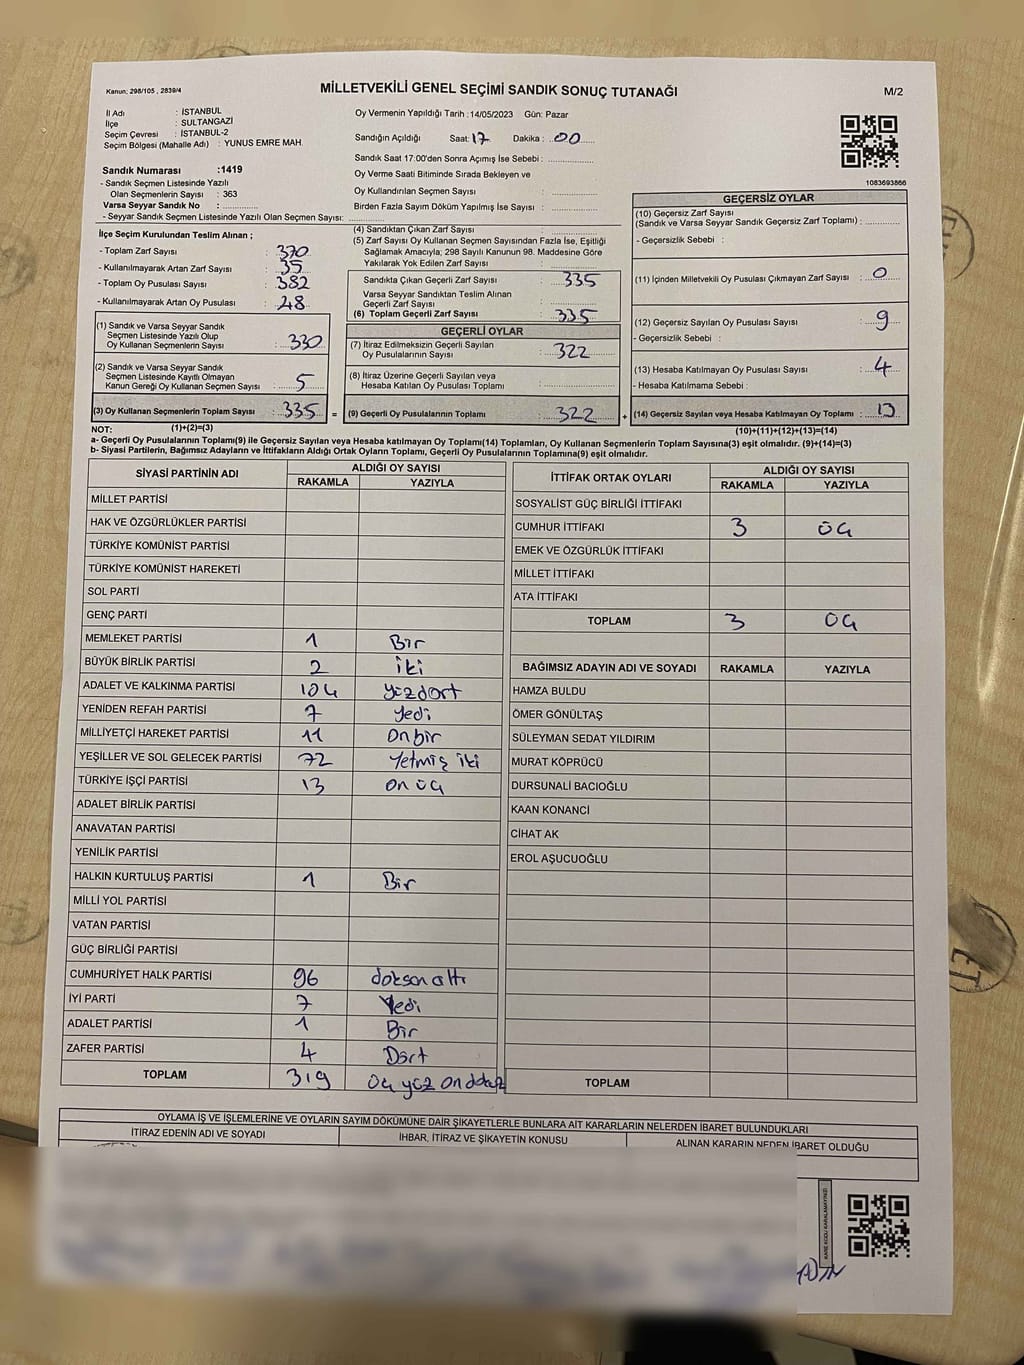 Kanun; 298/105 , 2839/4
MİLLETVEKİLİ GENEL SEÇİMİ SANDIK SONUÇ TUTANAĞI
M/2
İl Adı : İSTANBUL
İlçe : SULTANGAZİ
Seçim Çevresi : İSTANBUL-2
Seçim Bölgesi (Mahalle Adı) : YUNUS EMRE MAH.
Sandık Numarası :1419
- Sandık Seçmen Listesinde Yazılı
Olan Seçmenlerin Sayısı : 363
Varsa Seyyar Sandık No :
- Seyyar Sandık Seçmen Listesinde Yazılı Olan Seçmen Sayısı:
Oy Vermenin Yapıldığı Tarih :14/05/2023 Gün: Pazar
Sandığın Açıldığı Saat: 17 Dakika : 00
Sandık Saat 17:00'den Sonra Açımış İse Sebebi :
Oy Verme Saati Bitiminde Sırada Bekleyen ve
Oy Kullandırılan Seçmen Sayısı :
Birden Fazla Sayım Döküm Yapılmış İse Sayısı :
1083693866
İlçe Seçim Kurulundan Teslim Alınan ;
- Toplam Zarf Sayısı : 370
- Kullanılmayarak Artan Zarf Sayısı : 35
- Toplam Oy Pusulası Sayısı : 382
- Kullanılmayarak Artan Oy Pusulası : 48
(1) Sandık ve Varsa Seyyar Sandık
Seçmen Listesinde Yazılı Olup
Oy Kullanan Seçmenlerin Sayısı : 330
(2) Sandık ve Varsa Seyyar Sandık
Seçmen Listesinde Kayıtlı Olmayan
Kanun Gereği Oy Kullanan Seçmen Sayısı : 5
(3) Oy Kullanan Seçmenlerin Toplam Sayısı : 335 =
(1)+(2)=(3)
(4) Sandıktan Çıkan Zarf Sayısı :
(5) Zarf Sayısı Oy Kullanan Seçmen Sayısından Fazla İse, Eşitliği
Sağlamak Amacıyla; 298 Sayılı Kanunun 98. Maddesine Göre
Yakılarak Yok Edilen Zarf Sayısı :
Sandıkta Çıkan Geçerli Zarf Sayısı : 335
Varsa Seyyar Sandıktan Teslim Alınan
Geçerli Zarf Sayısı :
(6) Toplam Geçerli Zarf Sayısı : 335
GEÇERLİ OYLAR
(7) İtiraz Edilmeksizin Geçerli Sayılan
Oy Pusulalarının Sayısı : 322
(8) İtiraz Üzerine Geçerli Sayılan veya
Hesaba Katılan Oy Pusulası Toplamı :
(9) Geçerli Oy Pusulalarının Toplamı : 322 +
GEÇERSİZ OYLAR
(10) Geçersiz Zarf Sayısı
(Sandık ve Varsa Seyyar Sandık Geçersiz Zarf Toplamı) :
- Geçersizlik Sebebi :
(11) İçinden Milletvekili Oy Pusulası Çıkmayan Zarf Sayısı : 0
(12) Geçersiz Sayılan Oy Pusulası Sayısı : 9
- Geçersizlik Sebebi :
(13) Hesaba Katılmayan Oy Pusulası Sayısı : 4
- Hesaba Katılmama Sebebi :
(14) Geçersiz Sayılan veya Hesaba Katılmayan Oy Toplamı : 13
(10)+(11)+(12)+(13)=(14)
NOT:
a- Geçerli Oy Pusulalarının Toplamı(9) ile Geçersiz Sayılan veya Hesaba katılmayan Oy Toplamı(14) Toplamları, Oy Kullanan Seçmenlerin Toplam Sayısına(3) eşit olmalıdır. (9)+(14)=(3)
b- Siyasi Partilerin, Bağımsız Adayların ve İttifakların Aldığı Ortak Oyların Toplamı, Geçerli Oy Pusulalarının Toplamına(9) eşit olmalıdır.
SİYASİ PARTİNİN ADI ALDIĞI OY SAYISI
RAKAMLA YAZIYLA
MİLLET PARTİSİ
HAK VE ÖZGÜRLÜKLER PARTİSİ
TÜRKİYE KOMÜNİST PARTİSİ
TÜRKİYE KOMÜNİST HAREKETİ
SOL PARTİ
GENÇ PARTİ
MEMLEKET PARTİSİ 1 Bir
BÜYÜK BİRLİK PARTİSİ 2 iki
ADALET VE KALKINMA PARTİSİ 104 yüzdört
YENİDEN REFAH PARTİSİ 7 Yedi
MİLLİYETÇİ HAREKET PARTİSİ 11 Onbir
YEŞİLLER VE SOL GELECEK PARTİSİ 72 Yetmiş iki
TÜRKİYE İŞÇİ PARTİSİ 13 on üç
ADALET BİRLİK PARTİSİ
ANAVATAN PARTİSİ
YENİLİK PARTİSİ
HALKIN KURTULUŞ PARTİSİ 1 Bir
MİLLİ YOL PARTİSİ
VATAN PARTİSİ
GÜÇ BİRLİĞİ PARTİSİ
CUMHURİYET HALK PARTİSİ 96 doksan altı
İYİ PARTİ 7 Yedi
ADALET PARTİSİ 1 Bir
ZAFER PARTİSİ 4 Dört
TOPLAM 319 üç yüz on dokuz
İTTİFAK ORTAK OYLARI ALDIĞI OY SAYISI
RAKAMLA YAZIYLA
SOSYALİST GÜÇ BİRLİĞİ İTTİFAKI
CUMHUR İTTİFAKI 3 üç
EMEK VE ÖZGÜRLÜK İTTİFAKI
MİLLET İTTİFAKI
ATA İTTİFAKI
TOPLAM 3 üç
BAĞIMSIZ ADAYIN ADI VE SOYADI RAKAMLA YAZIYLA
HAMZA BULDU
ÖMER GÖNÜLTAŞ
SÜLEYMAN SEDAT YILDIRIM
MURAT KÖPRÜCÜ
DURSUNALİ BACIOĞLU
KAAN KONANCİ
CİHAT AK
EROL AŞUCUOĞLU
TOPLAM
OYLAMA İŞ VE İŞLEMLERİNE VE OYLARIN SAYIM DÖKÜMÜNE DAİR ŞİKAYETLERLE BUNLARA AİT KARARLARIN NELERDEN İBARET BULUNDUKLARI
İTİRAZ EDENİN ADI VE SOYADI İHBAR, İTİRAZ VE ŞİKAYETİN KONUSU ALINAN KARARIN NEDEN İBARET OLDUĞU
KARE KODU KARALAMAYINIZ!